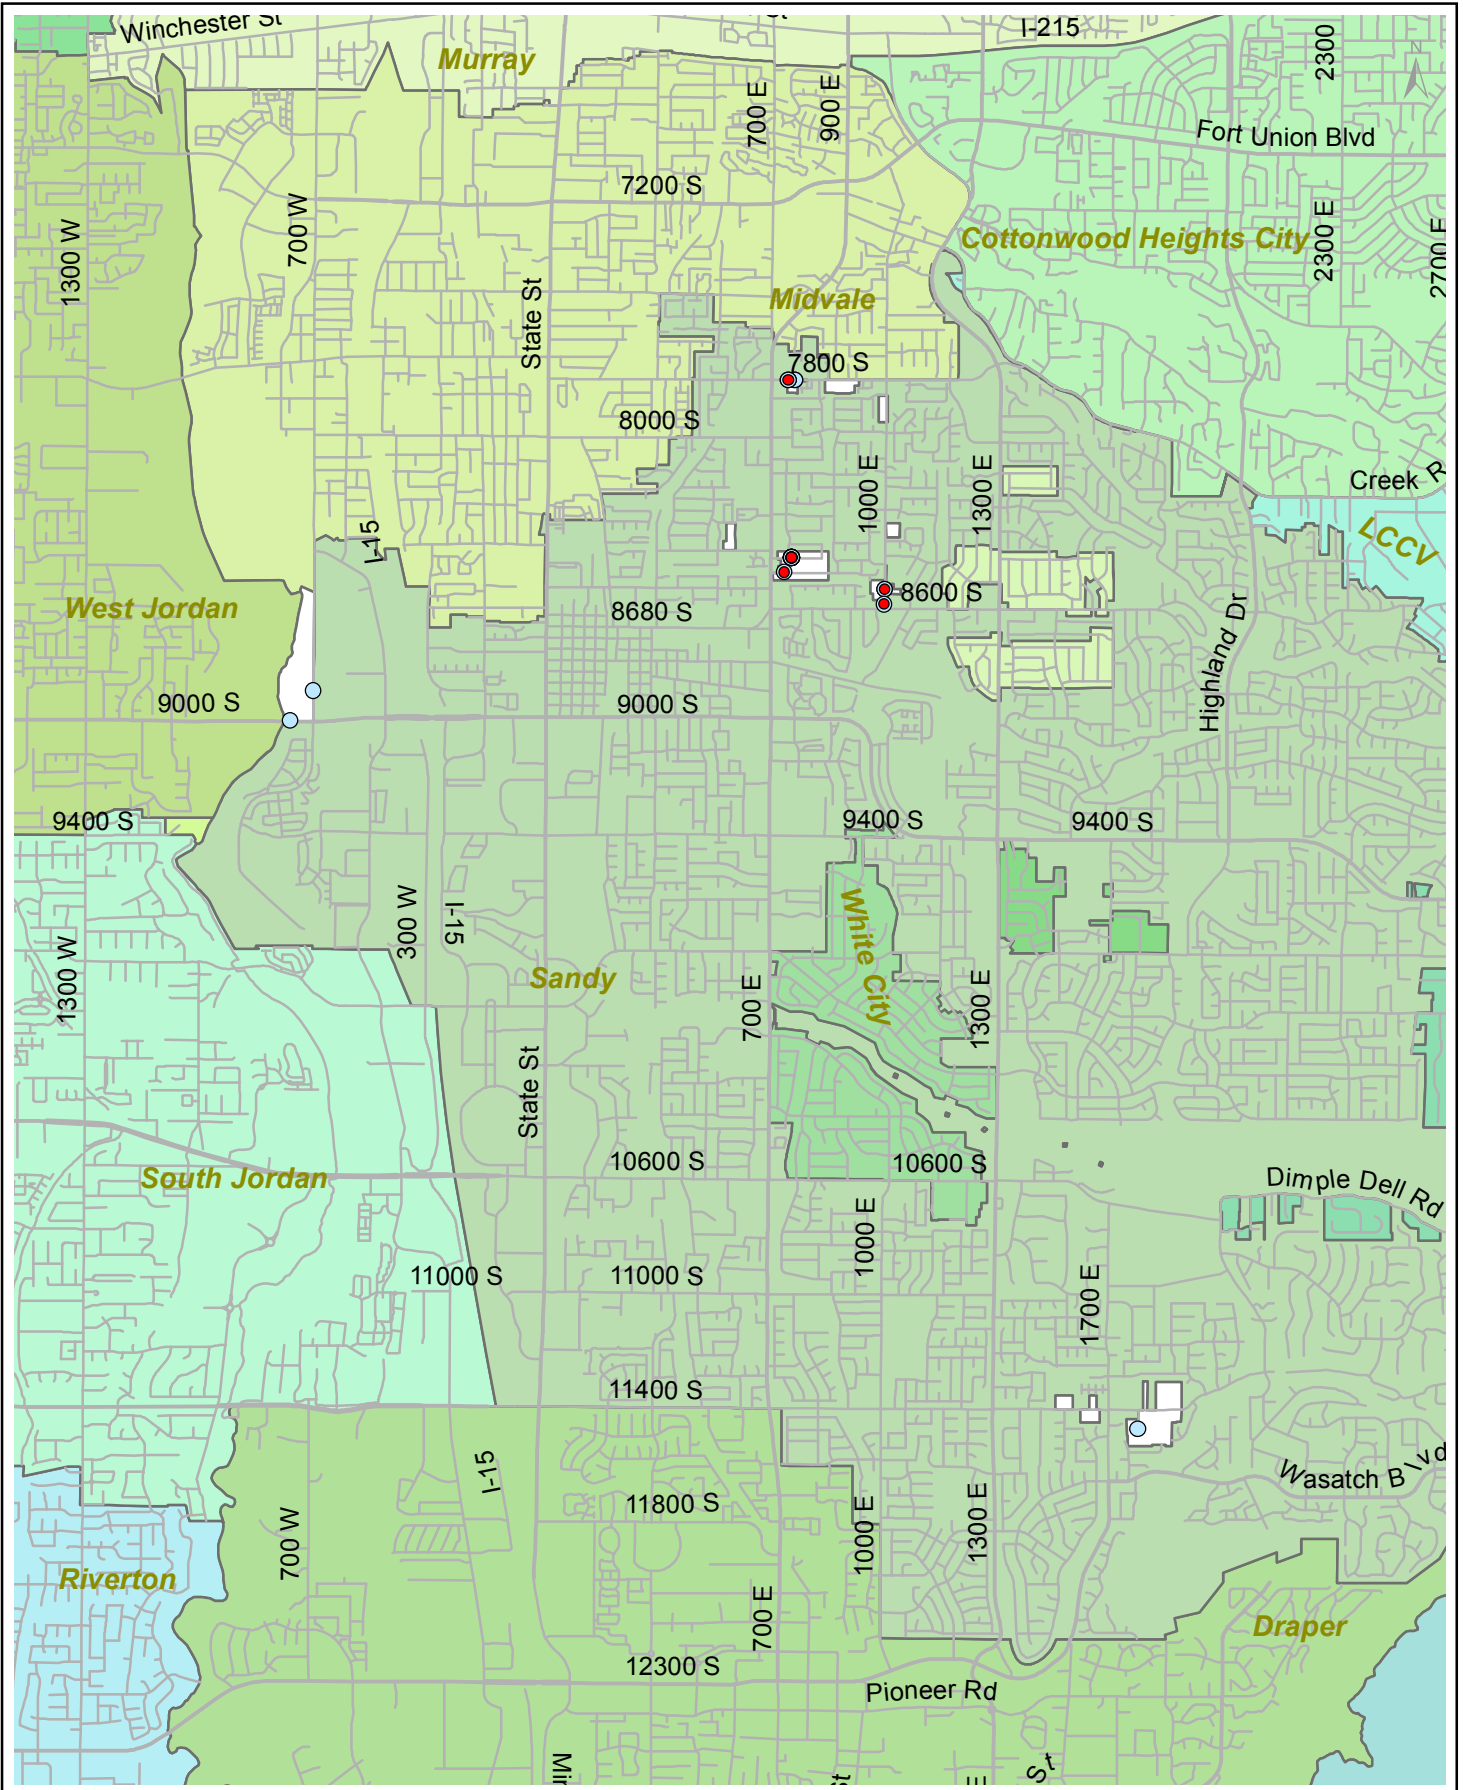 Winchester St
I-215
Murray
700 E
900 E
2300
Fort Union Blvd
7200 S
1300 W
700 W
Cottonwood Heights City
2300 E
2700 E
State St
Midvale
7800 S
8000 S
1000 E
1300 E
Creek R
I-15
LCCV
West Jordan
8680 S
8600 S
Highland Dr
9000 S
9000 S
9400 S
9400 S
9400 S
300 W
I-15
White City
1300 W
Sandy
700 E
1300 E
State St
South Jordan
10600 S
10600 S
Dimple Dell Rd
1000 E
11000 S
11000 S
1700 E
11400 S
I-15
Wasatch Blvd
11800 S
700 W
1000 E
1300 E
Riverton
700 E
Draper
12300 S
Pioneer Rd
St